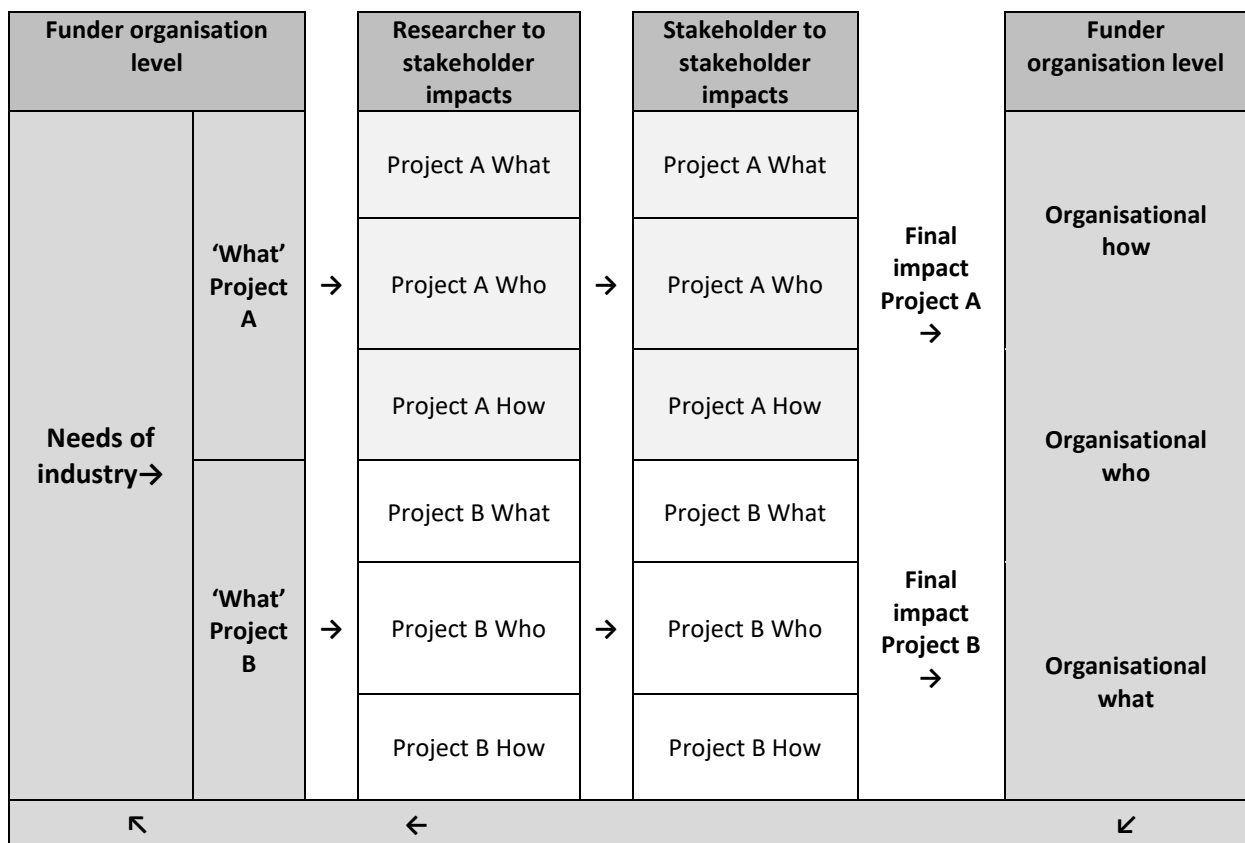 Funder organisation
level
Researcher to
stakeholder
impacts
Stakeholder to
stakeholder
impacts
Funder
organisation level
Needs of
industry→
‘What’
Project
A
→
Project A What
Project A Who
Project A How
→
Project A What
Project A Who
Project A How
Final
impact
Project A
→
‘What’
Project
B
→
Project B What
Project B Who
Project B How
→
Project B What
Project B Who
Project B How
Final
impact
Project B
→
Organisational
how
Organisational
who
Organisational
what
↖ ← ↙